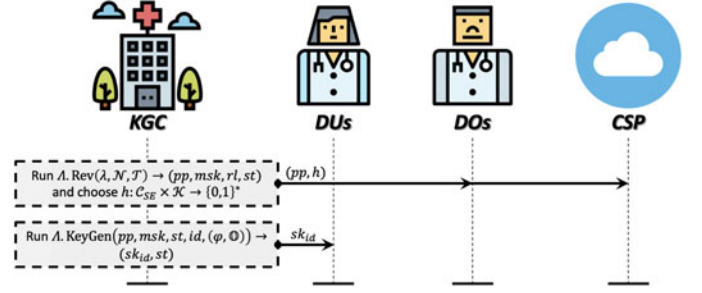 KGC DUs DOs CSP
Run Λ.Rev(λ, 𝒩, 𝒯) → (pp, msk, rl, st)
and choose h: 𝒞_SE × 𝒦 → {0,1}*
(pp, h)
Run Λ.KeyGen(pp, msk, st, id, (φ, 𝕆)) →
(sk_id, st)
sk_id